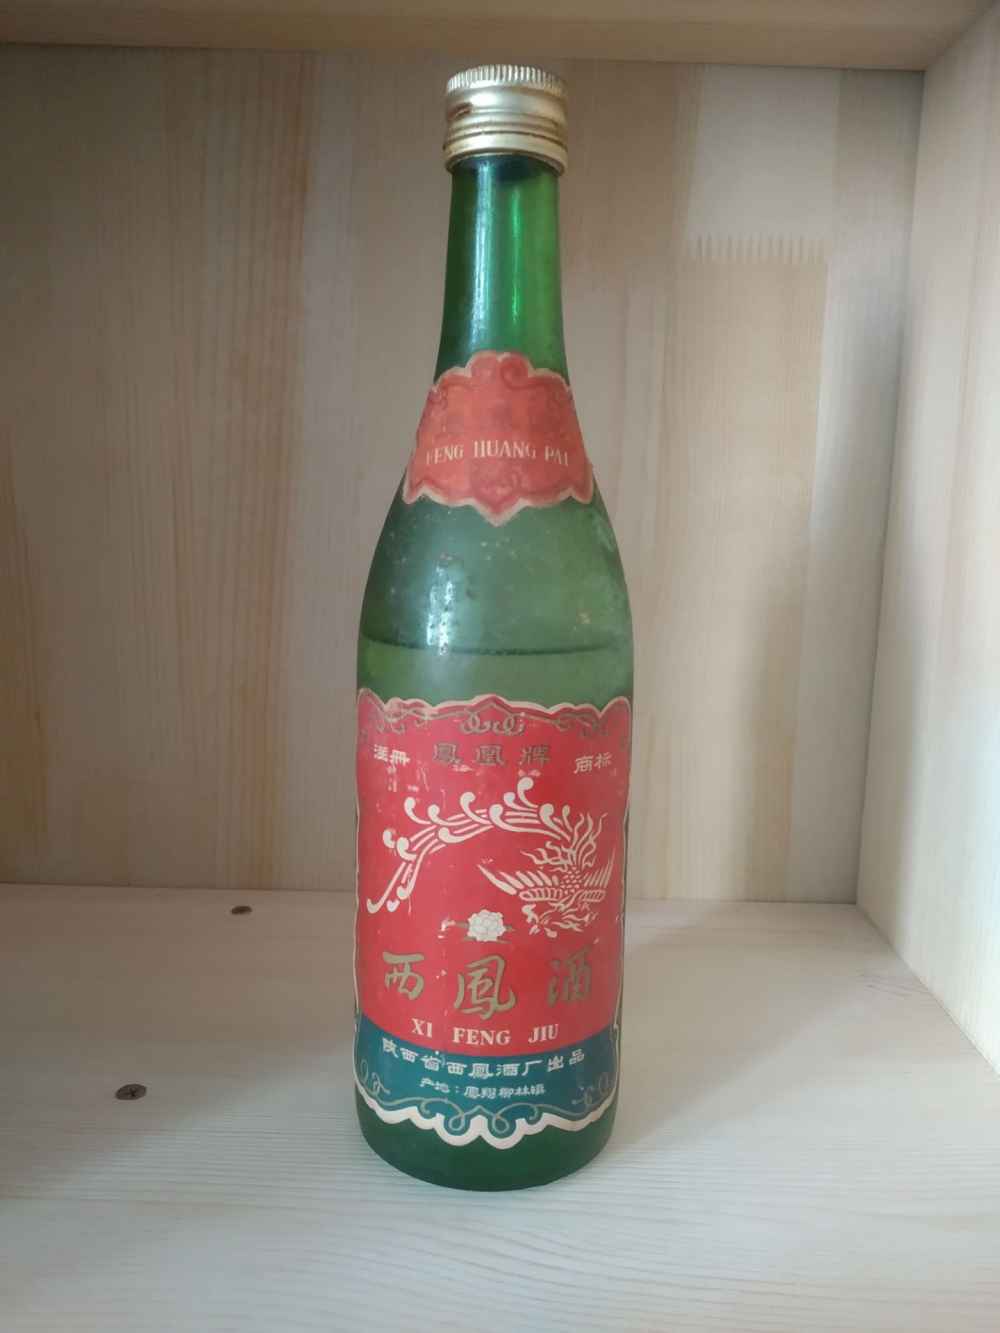 FENG HUANG PAI
注册 鳳凰牌 商标
西鳳酒
XI FENG JIU
陕西省西鳳酒厂出品
产地：鳳翔柳林镇